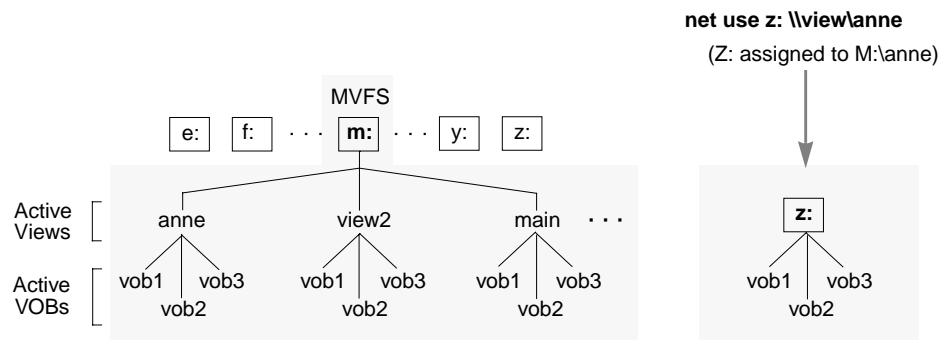 net use z: \\view\anne
(Z: assigned to M:\anne)
MVFS
e: f: · · · m: · · · y: z:
Active
Views
anne view2 main · · ·
z:
Active
VOBs
vob1 vob3 vob1 vob3 vob1 vob3 vob1 vob3
vob2 vob2 vob2 vob2